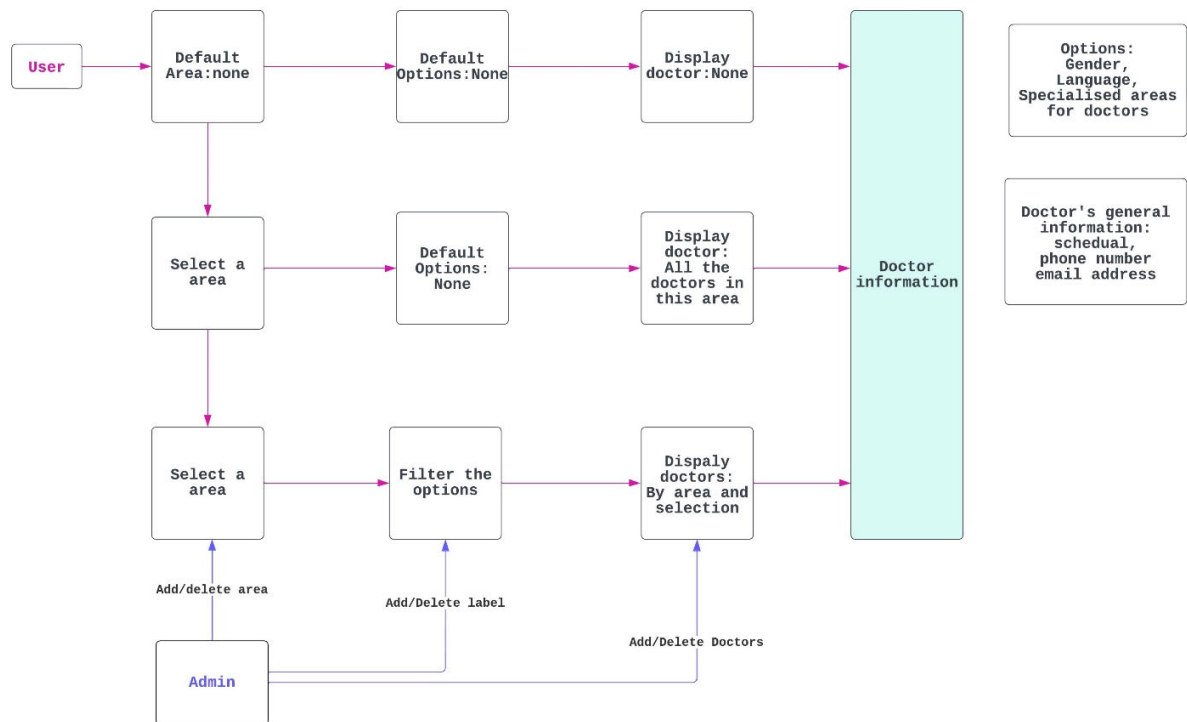 User
Default
Area:none
Default
Options:None
Display
doctor:None
Options:
Gender,
Language,
Specialised areas
for doctors
Doctor's general
information:
schedual,
phone number
email address
Select a
area
Default
Options:
None
Display
doctor:
All the
doctors in
this area
Doctor
information
Select a
area
Filter the
options
Dispaly
doctors:
By area and
selection
Add/delete area
Add/Delete label
Add/Delete Doctors
Admin